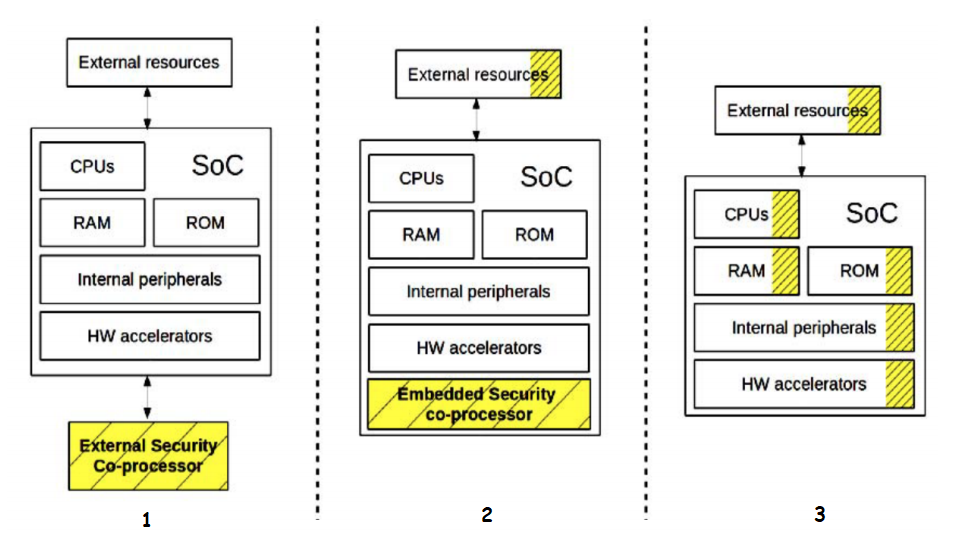 External resources
CPUs
SoC
RAM
ROM
Internal peripherals
HW accelerators
External Security
Co-processor
1
External resources
CPUs
SoC
RAM
ROM
Internal peripherals
HW accelerators
Embedded Security
co-processor
2
External resources
CPUs
SoC
RAM
ROM
Internal peripherals
HW accelerators
3